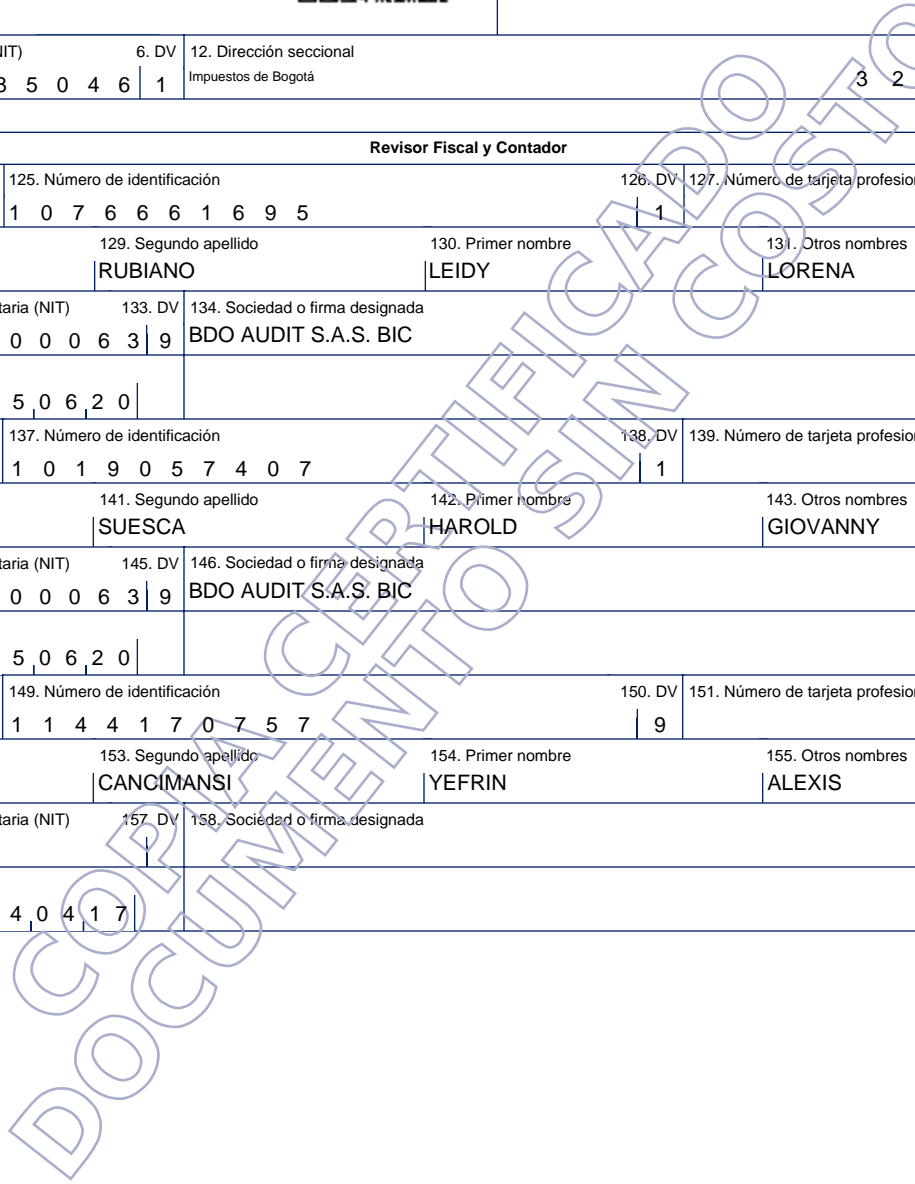 IT) 6. DV 12. Dirección seccional
3 5 0 4 6 1 Impuestos de Bogotá 3 2
Revisor Fiscal y Contador
125. Número de identificación 126. DV 127. Número de tarjeta profesion
1 0 7 6 6 6 1 6 9 5 1
129. Segundo apellido 130. Primer nombre 131. Otros nombres
RUBIANO LEIDY LORENA
taria (NIT) 133. DV 134. Sociedad o firma designada
0 0 0 6 3 9 BDO AUDIT S.A.S. BIC
5 0 6 2 0
137. Número de identificación 138. DV 139. Número de tarjeta profesion
1 0 1 9 0 5 7 4 0 7 1
141. Segundo apellido 142. Primer nombre 143. Otros nombres
SUESCA HAROLD GIOVANNY
taria (NIT) 145. DV 146. Sociedad o firma designada
0 0 0 6 3 9 BDO AUDIT S.A.S. BIC
5 0 6 2 0
149. Número de identificación 150. DV 151. Número de tarjeta profesion
1 1 4 4 1 7 0 7 5 7 9
153. Segundo apellido 154. Primer nombre 155. Otros nombres
CANCIMANSI YEFRIN ALEXIS
taria (NIT) 157. DV 158. Sociedad o firma designada
4 0 4 1 7
COPIA CERTIFICADO
DOCUMENTO SIN COSTO